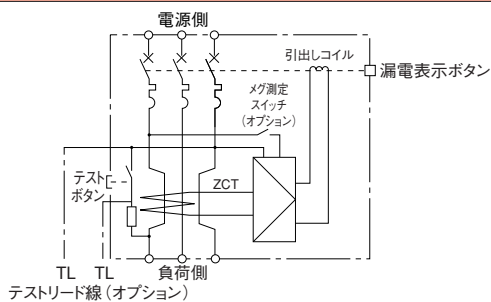 電源側
引出しコイル
漏電表示ボタン
メグ測定
スイッチ
(オプション)
テスト
ボタン
ZCT
TL
TL
負荷側
テストリード線(オプション)